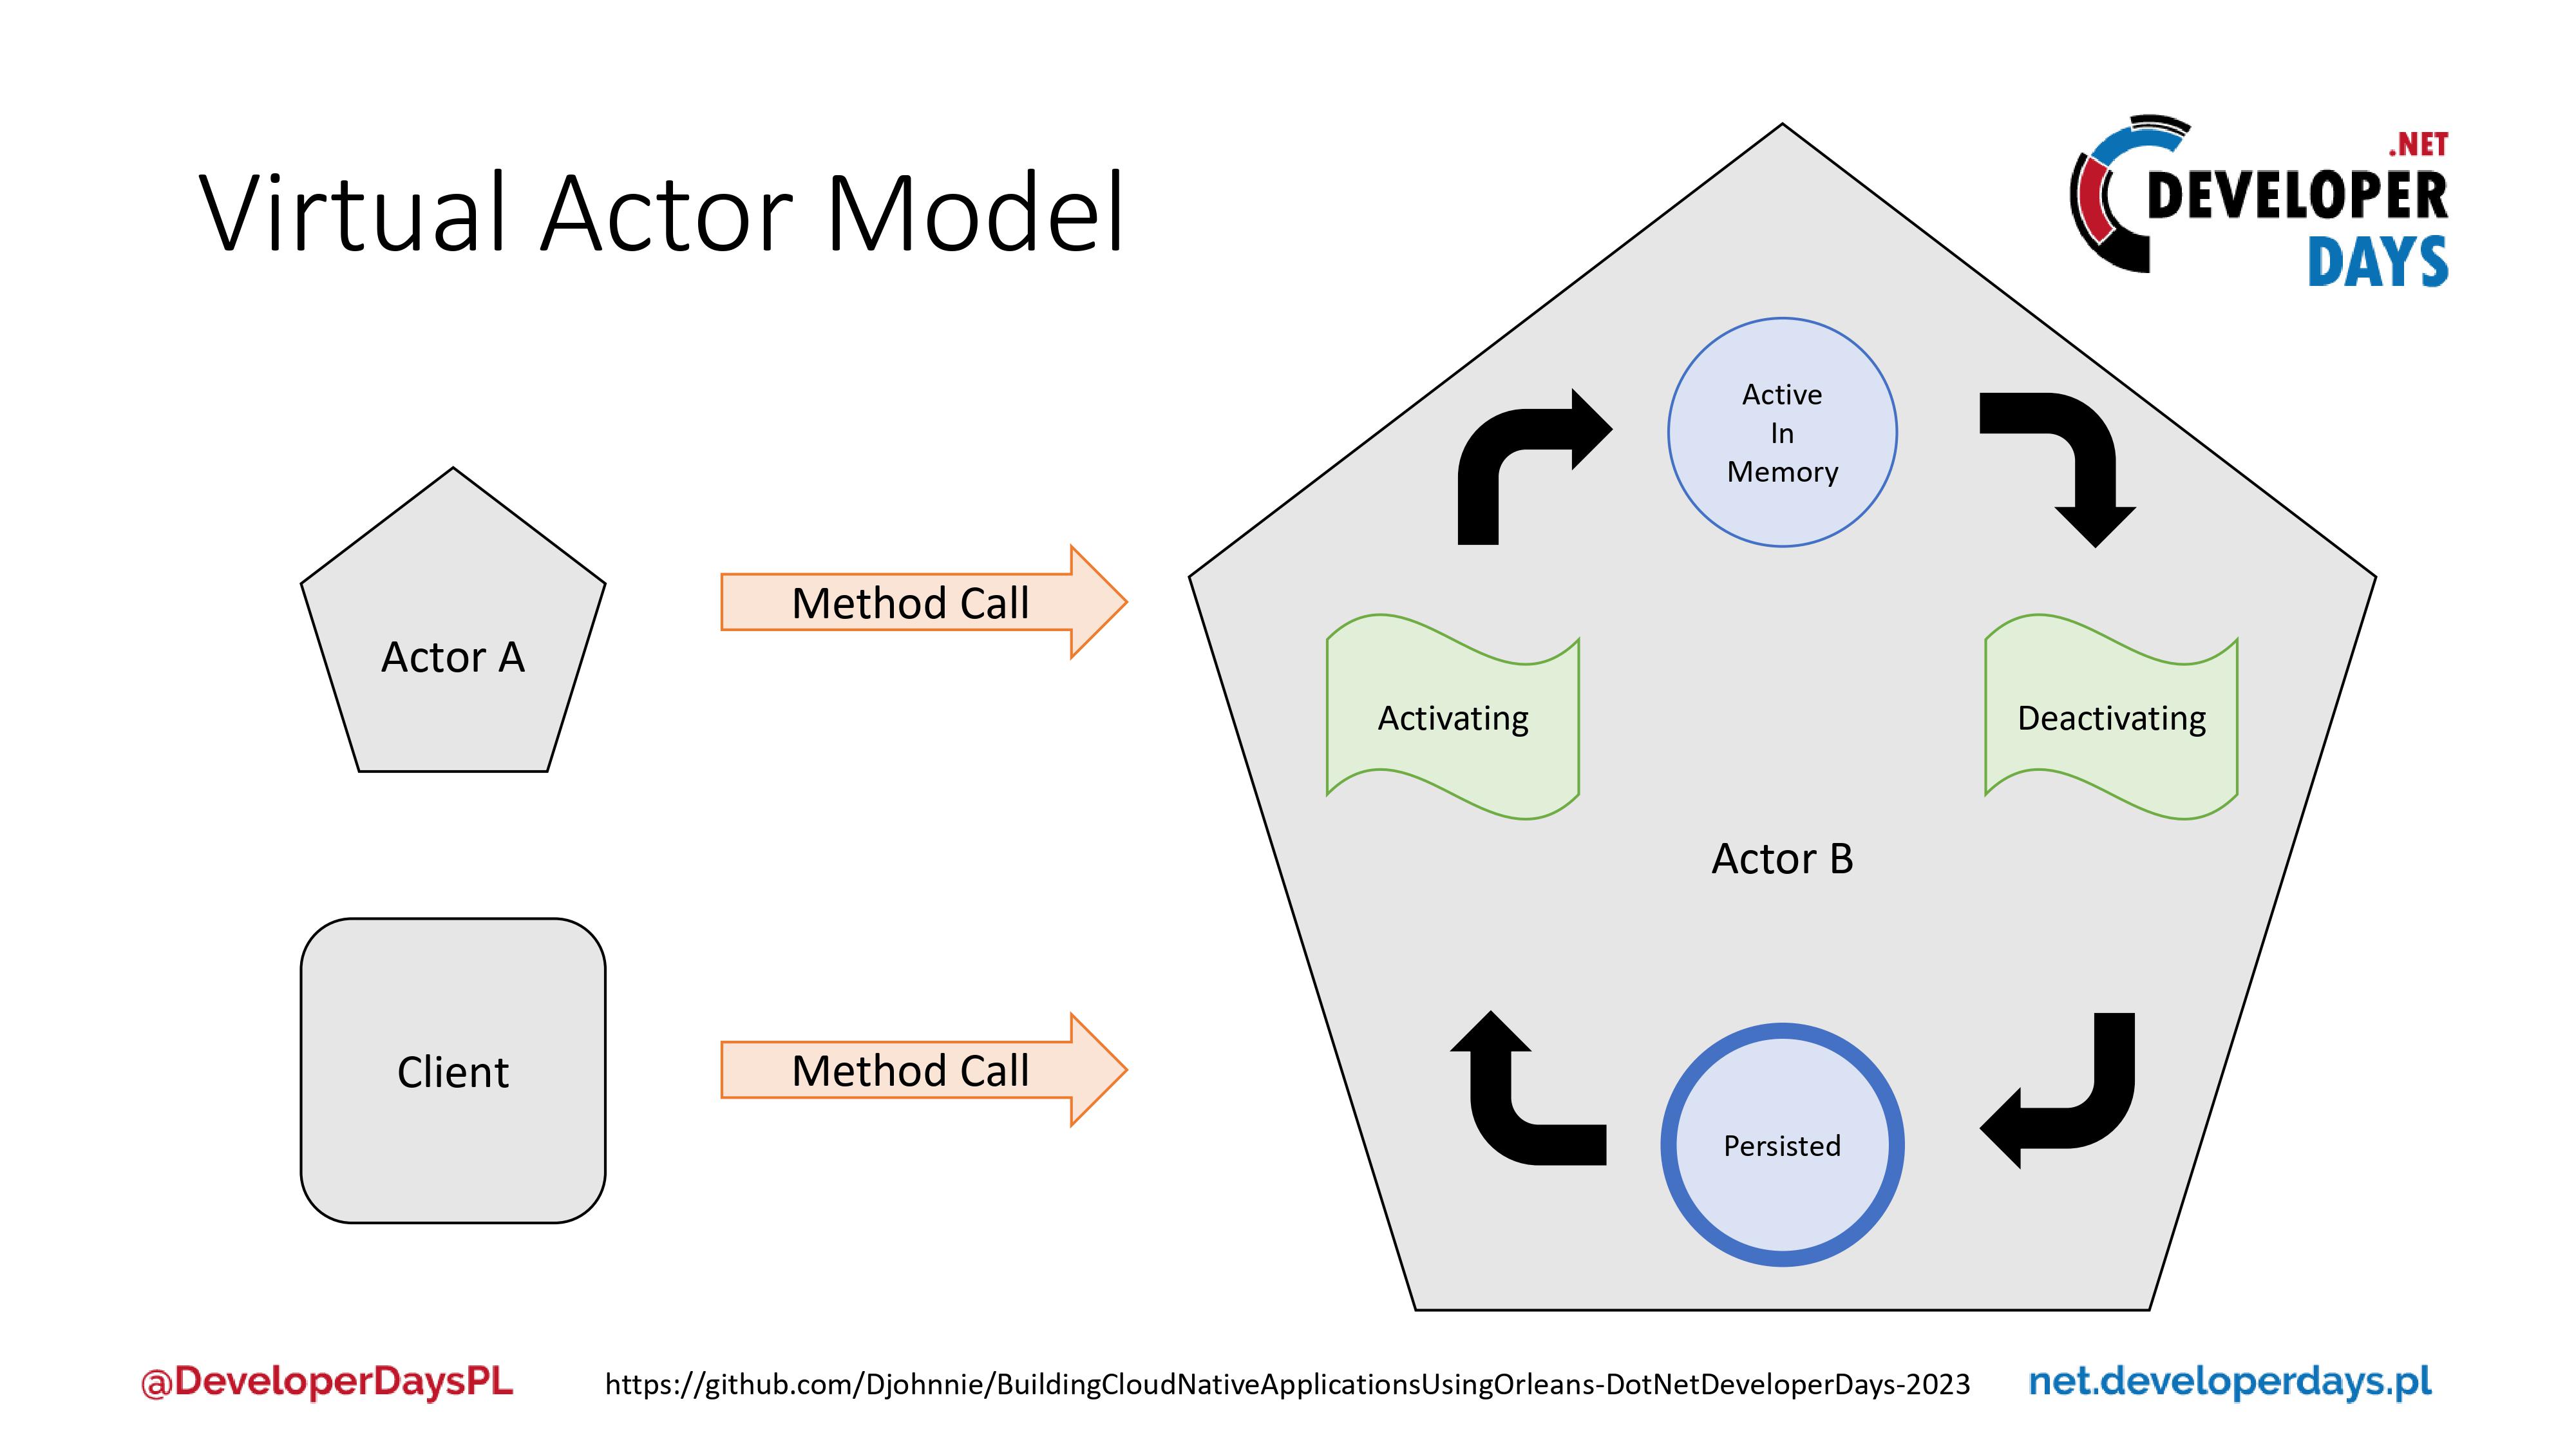 Virtual Actor Model
.NET
DEVELOPER
DAYS
Active
In
Memory
Method Call
Actor A
Activating
Deactivating
Actor B
Client
Method Call
Persisted
@DeveloperDaysPL
https://github.com/Djohnnie/BuildingCloudNativeApplicationsUsingOrleans-DotNetDeveloperDays-2023
net.developerdays.pl